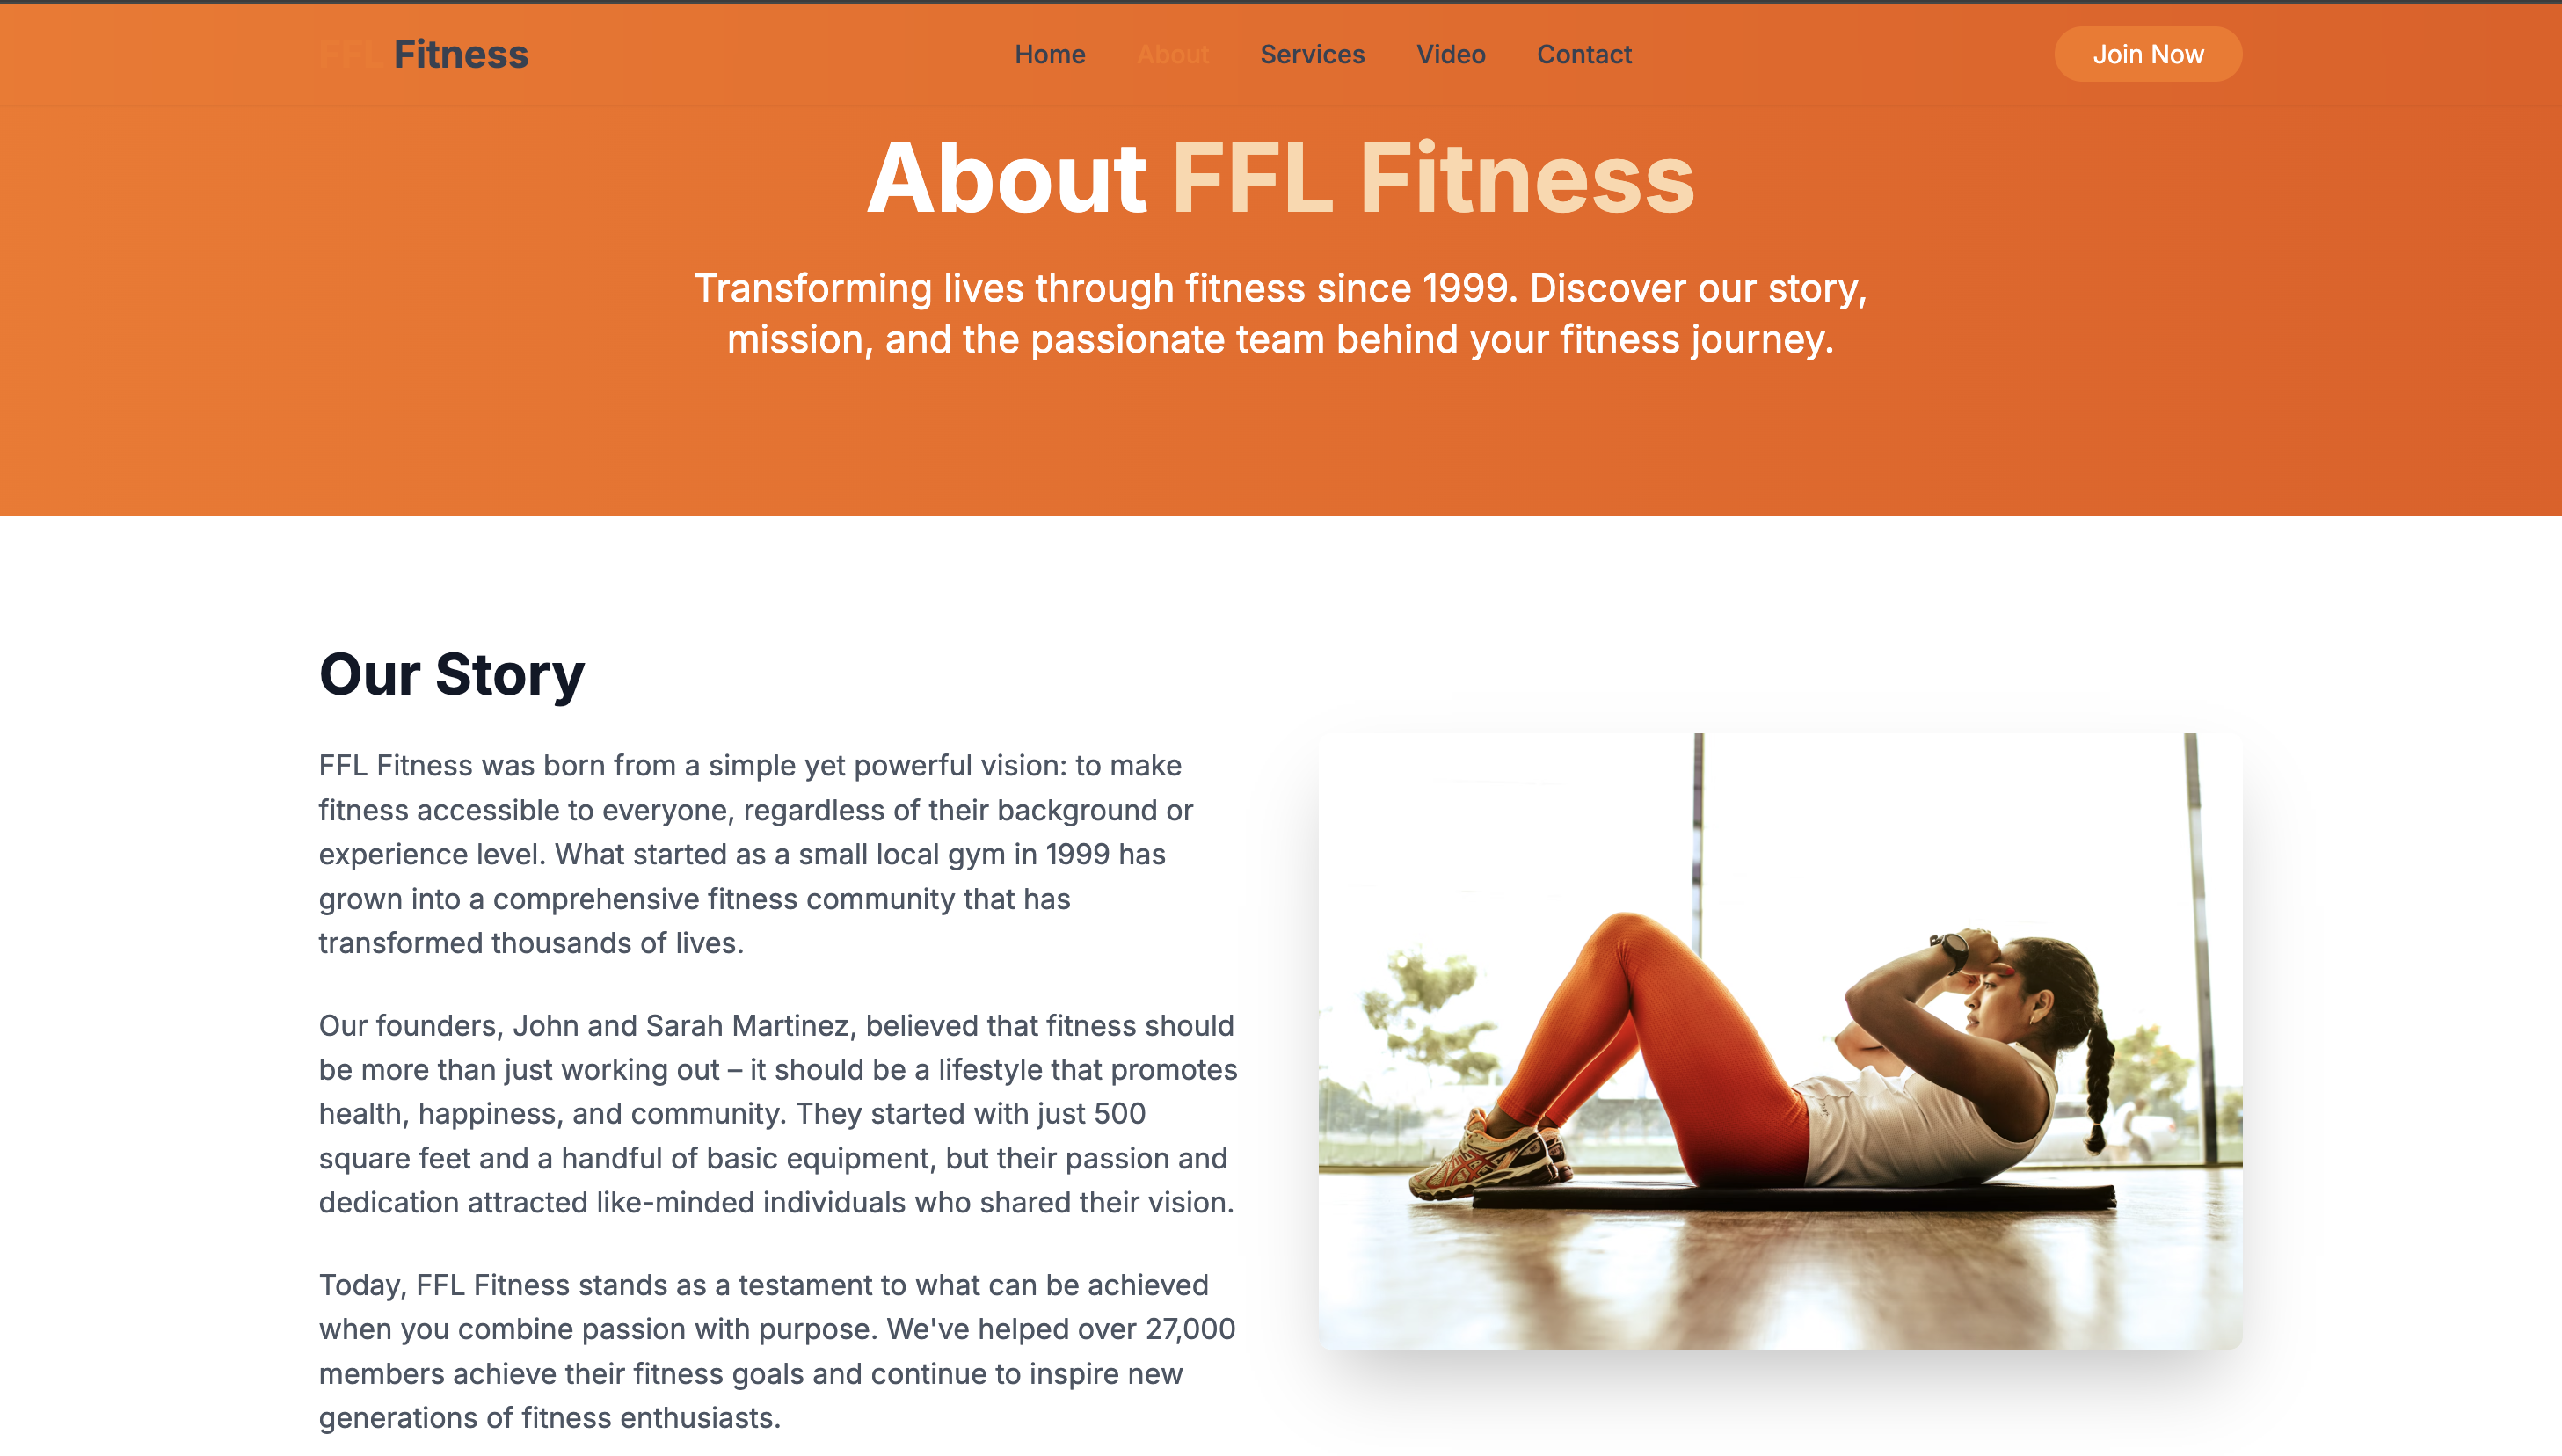 FFL Fitness
Home
About
Services
Video
Contact
Join Now
About FFL Fitness
Transforming lives through fitness since 1999. Discover our story,
mission, and the passionate team behind your fitness journey.
Our Story
FFL Fitness was born from a simple yet powerful vision: to make
fitness accessible to everyone, regardless of their background or
experience level. What started as a small local gym in 1999 has
grown into a comprehensive fitness community that has
transformed thousands of lives.
Our founders, John and Sarah Martinez, believed that fitness should
be more than just working out – it should be a lifestyle that promotes
health, happiness, and community. They started with just 500
square feet and a handful of basic equipment, but their passion and
dedication attracted like-minded individuals who shared their vision.
Today, FFL Fitness stands as a testament to what can be achieved
when you combine passion with purpose. We've helped over 27,000
members achieve their fitness goals and continue to inspire new
generations of fitness enthusiasts.